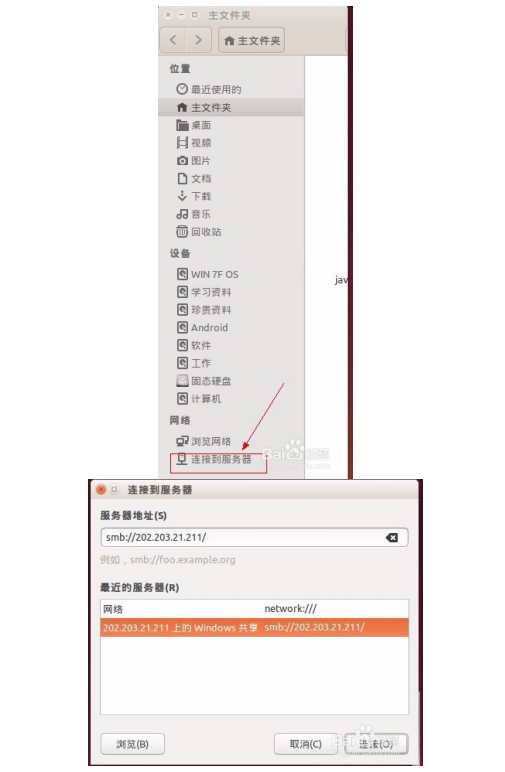 主文件夹
主文件夹
位置
最近使用的
主文件夹
桌面
视频
图片
文档
下载
音乐
回收站
设备
WIN 7F OS
学习资料
珍贵资料
Android
软件
工作
固态硬盘
计算机
jav
网络
浏览网络
连接到服务器
连接到服务器
服务器地址(S)
smb://202.203.21.211/
例如，smb://foo.example.org
最近的服务器(R)
网络 network:///
202.203.21.211 上的 Windows 共享 smb://202.203.21.211/
浏览(B) 取消(C) 连接(O)